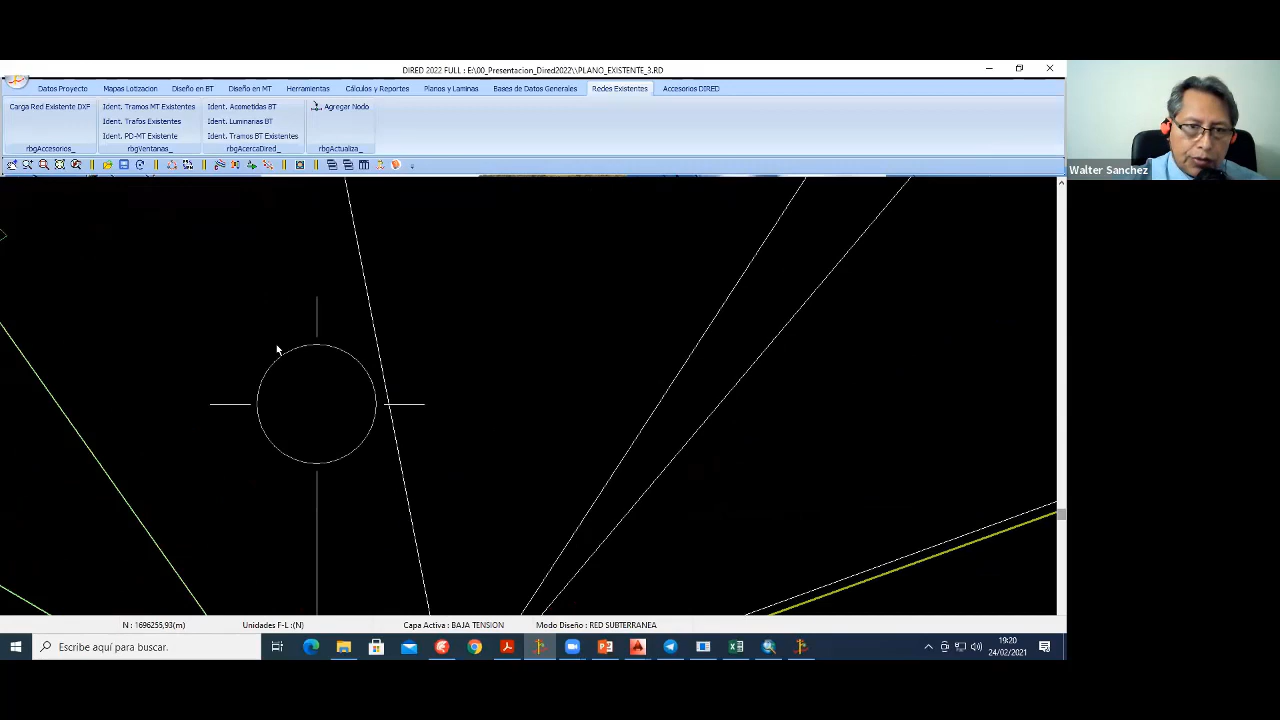 DIRED 2022 FULL : E:\00_Presentacion_Dired2022\\PLANO_EXISTENTE_3.RD
Datos Proyecto Mapas Lotizacion Diseño en BT Diseño en MT Herramientas Cálculos y Reportes Planos y Laminas Bases de Datos Generales Redes Existentes Accesorios DIRED
Carga Red Existente DXF Ident. Tramos MT Existentes Ident. Acometidas BT Agregar Nodo
Ident. Trafos Existentes Ident. Luminarias BT
Ident. PD-MT Existente Ident. Tramos BT Existentes
rbgAccesorios_ rbgVentanas_ rbgAcercaDired_ rbgActualiza_
Walter Sanchez
N : 1696255,93(m) Unidades F-L :(N) Capa Activa : BAJA TENSION Modo Diseño : RED SUBTERRANEA
Escribe aquí para buscar.
19:20
24/02/2021